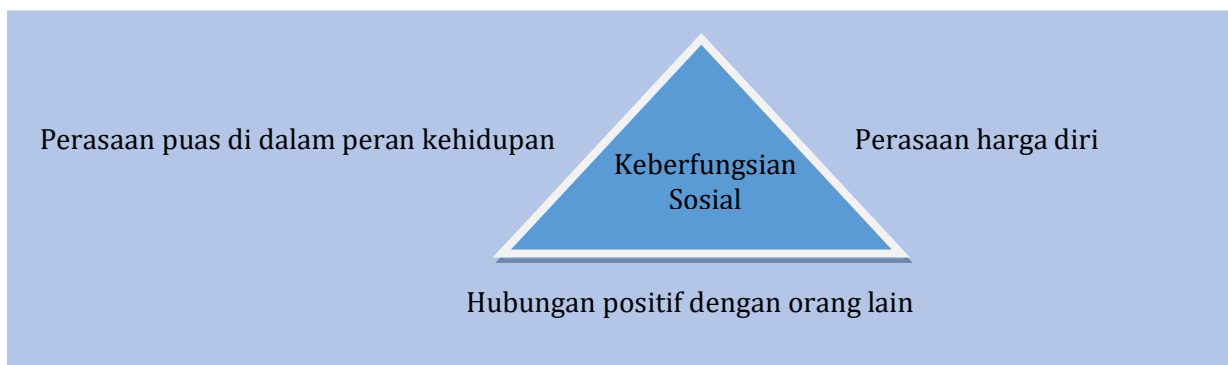 Perasaan puas di dalam peran kehidupan
Perasaan harga diri
Keberfungsian
Sosial
Hubungan positif dengan orang lain